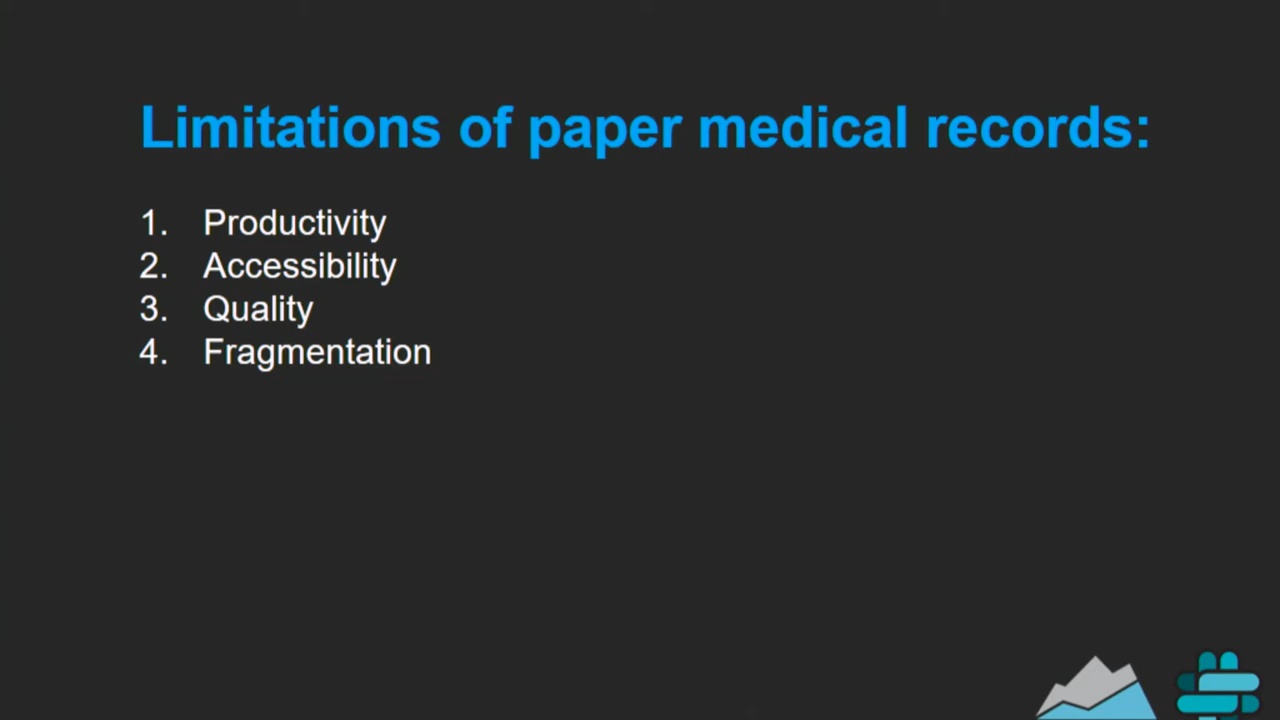 Limitations of paper medical records:
1. Productivity
2. Accessibility
3. Quality
4. Fragmentation